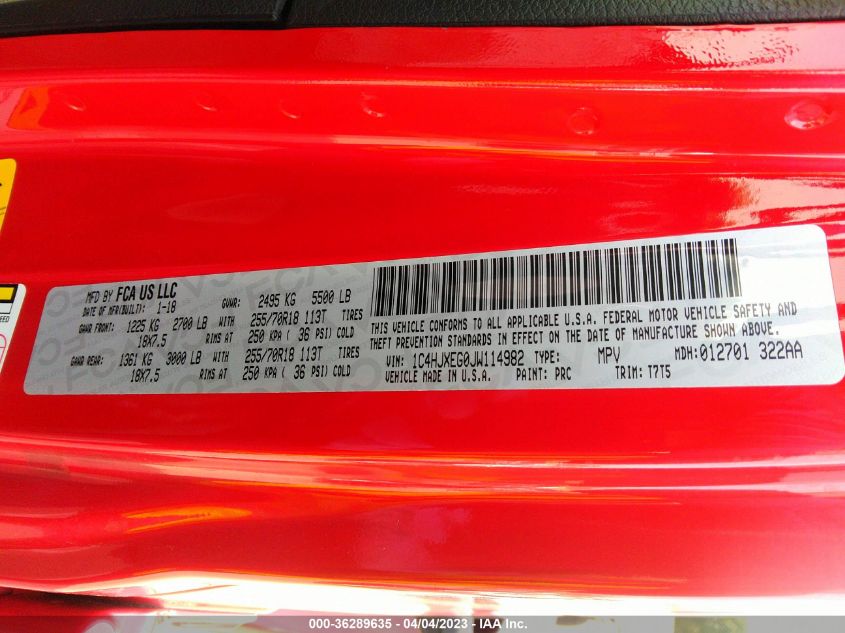 MFD BY FCA US LLC
DATE OF MFR(BUILT): 1-18 GVWR: 2495 KG 5500 LB
GAWR FRONT: 1225 KG 2700 LB WITH 255/70R18 113T TIRES
18X7.5 RIMS AT 250 KPA ( 36 PSI) COLD
GAWR REAR: 1361 KG 3000 LB WITH 255/70R18 113T TIRES
18X7.5 RIMS AT 250 KPA ( 36 PSI) COLD
THIS VEHICLE CONFORMS TO ALL APPLICABLE U.S.A. FEDERAL MOTOR VEHICLE SAFETY AND
THEFT PREVENTION STANDARDS IN EFFECT ON THE DATE OF MANUFACTURE SHOWN ABOVE.
VIN: 1C4HJXEG0JW114982 TYPE: MPV MDH:012701 322AA
VEHICLE MADE IN U.S.A. PAINT: PRC TRIM: T7T5
000-36289635 - 04/04/2023 - IAA Inc.